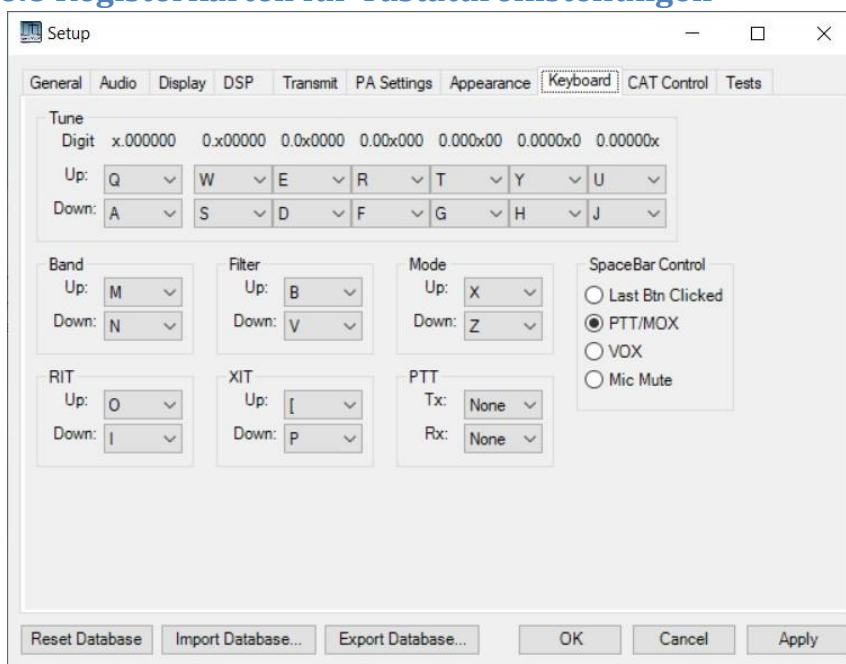 Registerkarten für Tastatureinstellungen
Setup
General Audio Display DSP Transmit PA Settings Appearance Keyboard CAT Control Tests
Tune
Digit x.000000 0.x00000 0.0x0000 0.00x000 0.000x00 0.0000x0 0.00000x
Up: Q W E R T Y U
Down: A S D F G H J
Band Filter Mode SpaceBar Control
Up: M Up: B Up: X Last Btn Clicked
Down: N Down: V Down: Z PTT/MOX
VOX
RIT XIT PTT Mic Mute
Up: O Up: [ Tx: None
Down: I Down: P Rx: None
Reset Database Import Database... Export Database... OK Cancel Apply